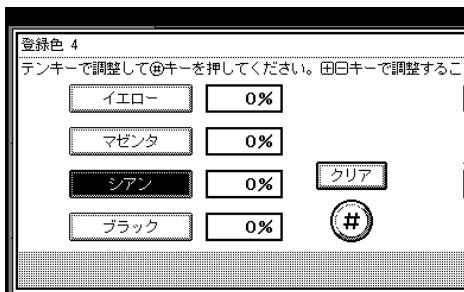 登録色 4
テンキーで調整して⊕キーを押してください。⊞⊟キーで調整するこ
イエロー 0%
マゼンタ 0%
シアン 0%
クリア
ブラック 0%
#